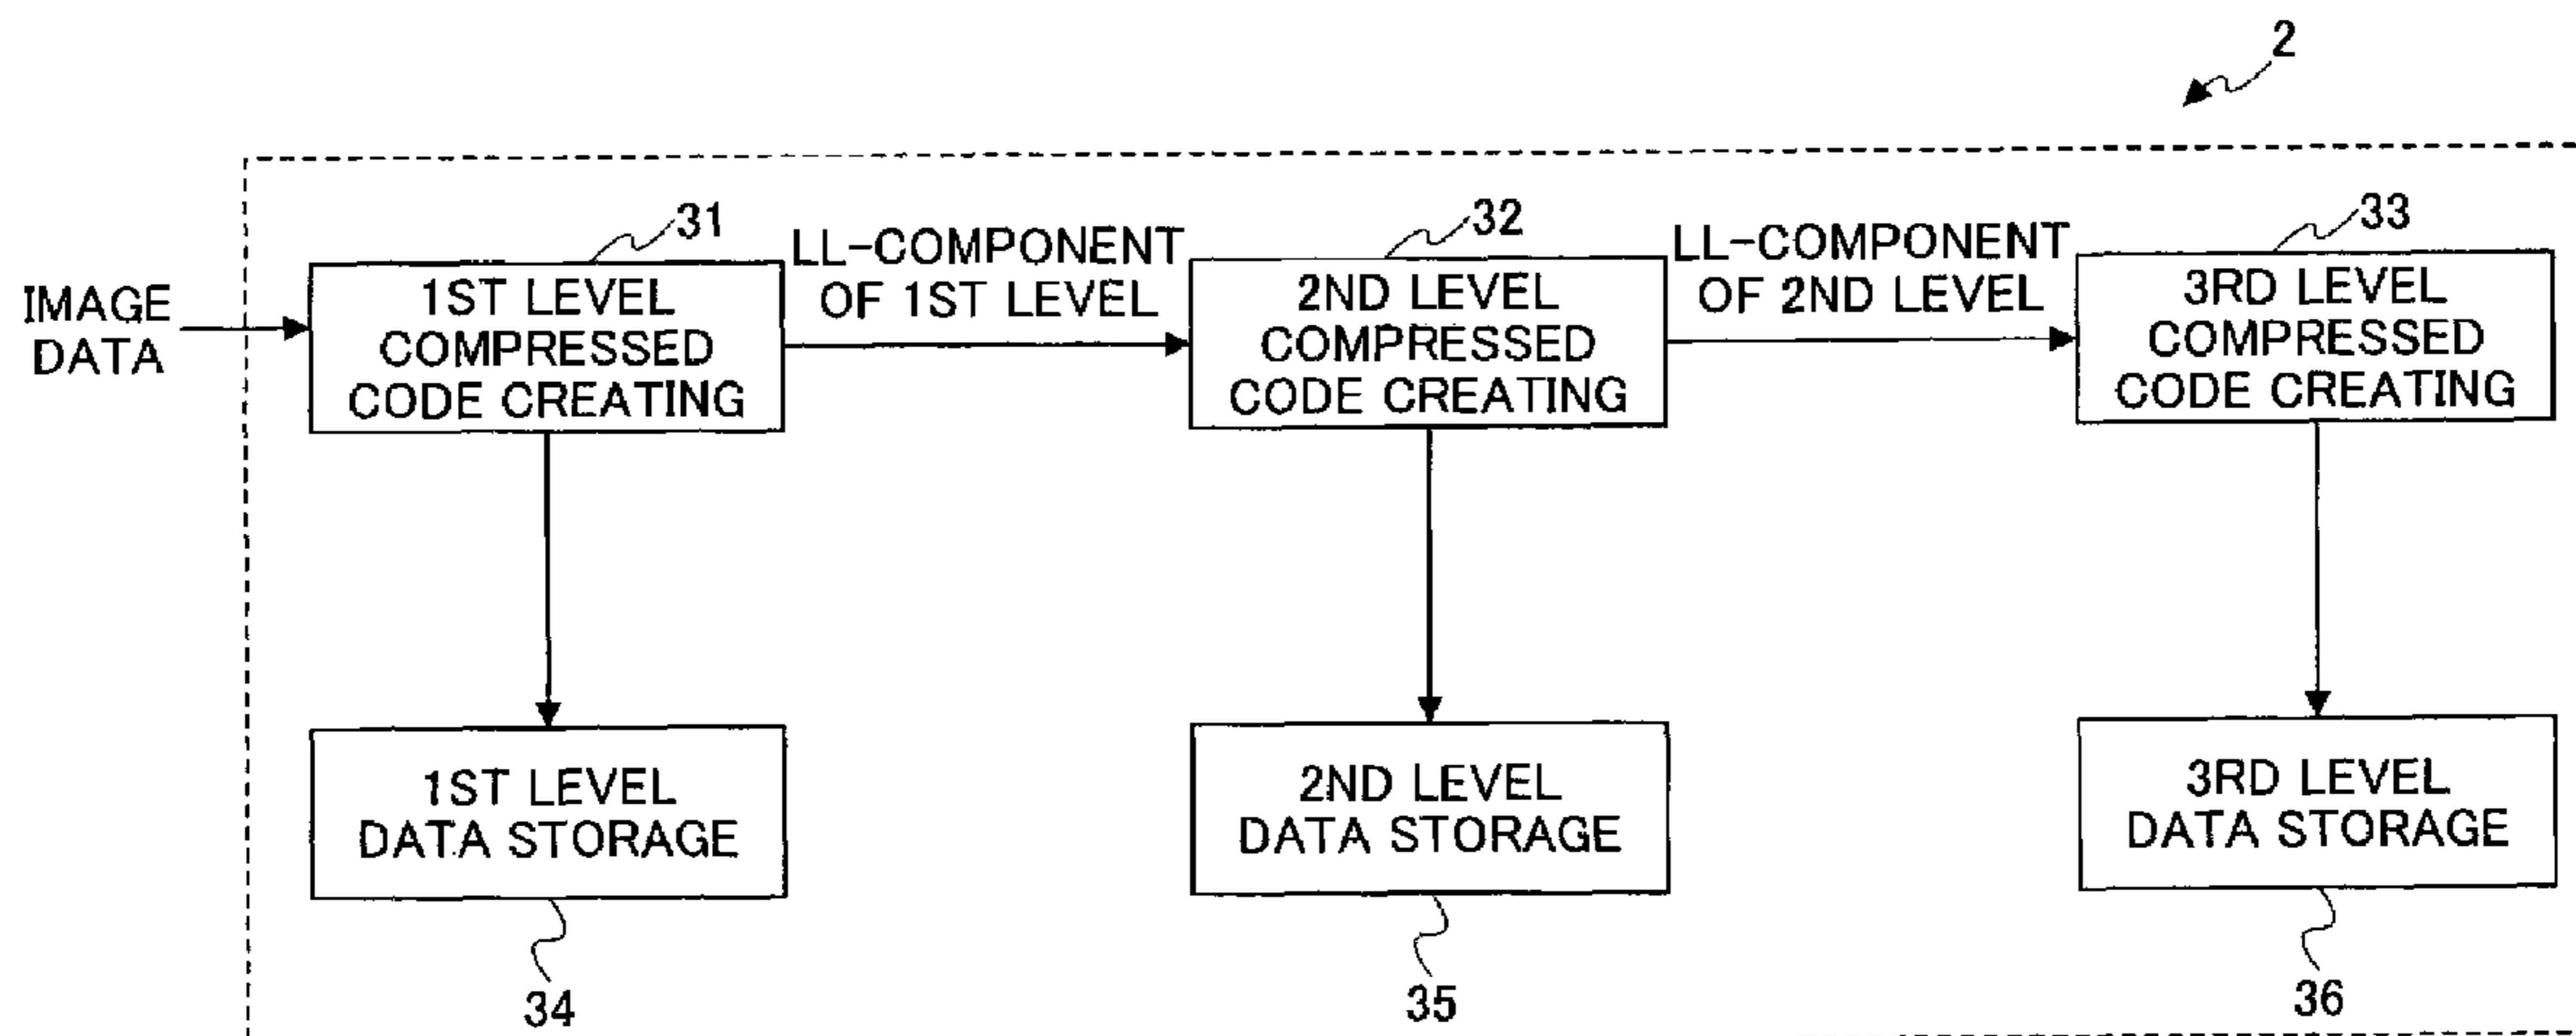 2
31
32
33
IMAGE
DATA
1ST LEVEL
COMPRESSED
CODE CREATING
LL-COMPONENT
OF 1ST LEVEL
2ND LEVEL
COMPRESSED
CODE CREATING
LL-COMPONENT
OF 2ND LEVEL
3RD LEVEL
COMPRESSED
CODE CREATING
1ST LEVEL
DATA STORAGE
2ND LEVEL
DATA STORAGE
3RD LEVEL
DATA STORAGE
34
35
36